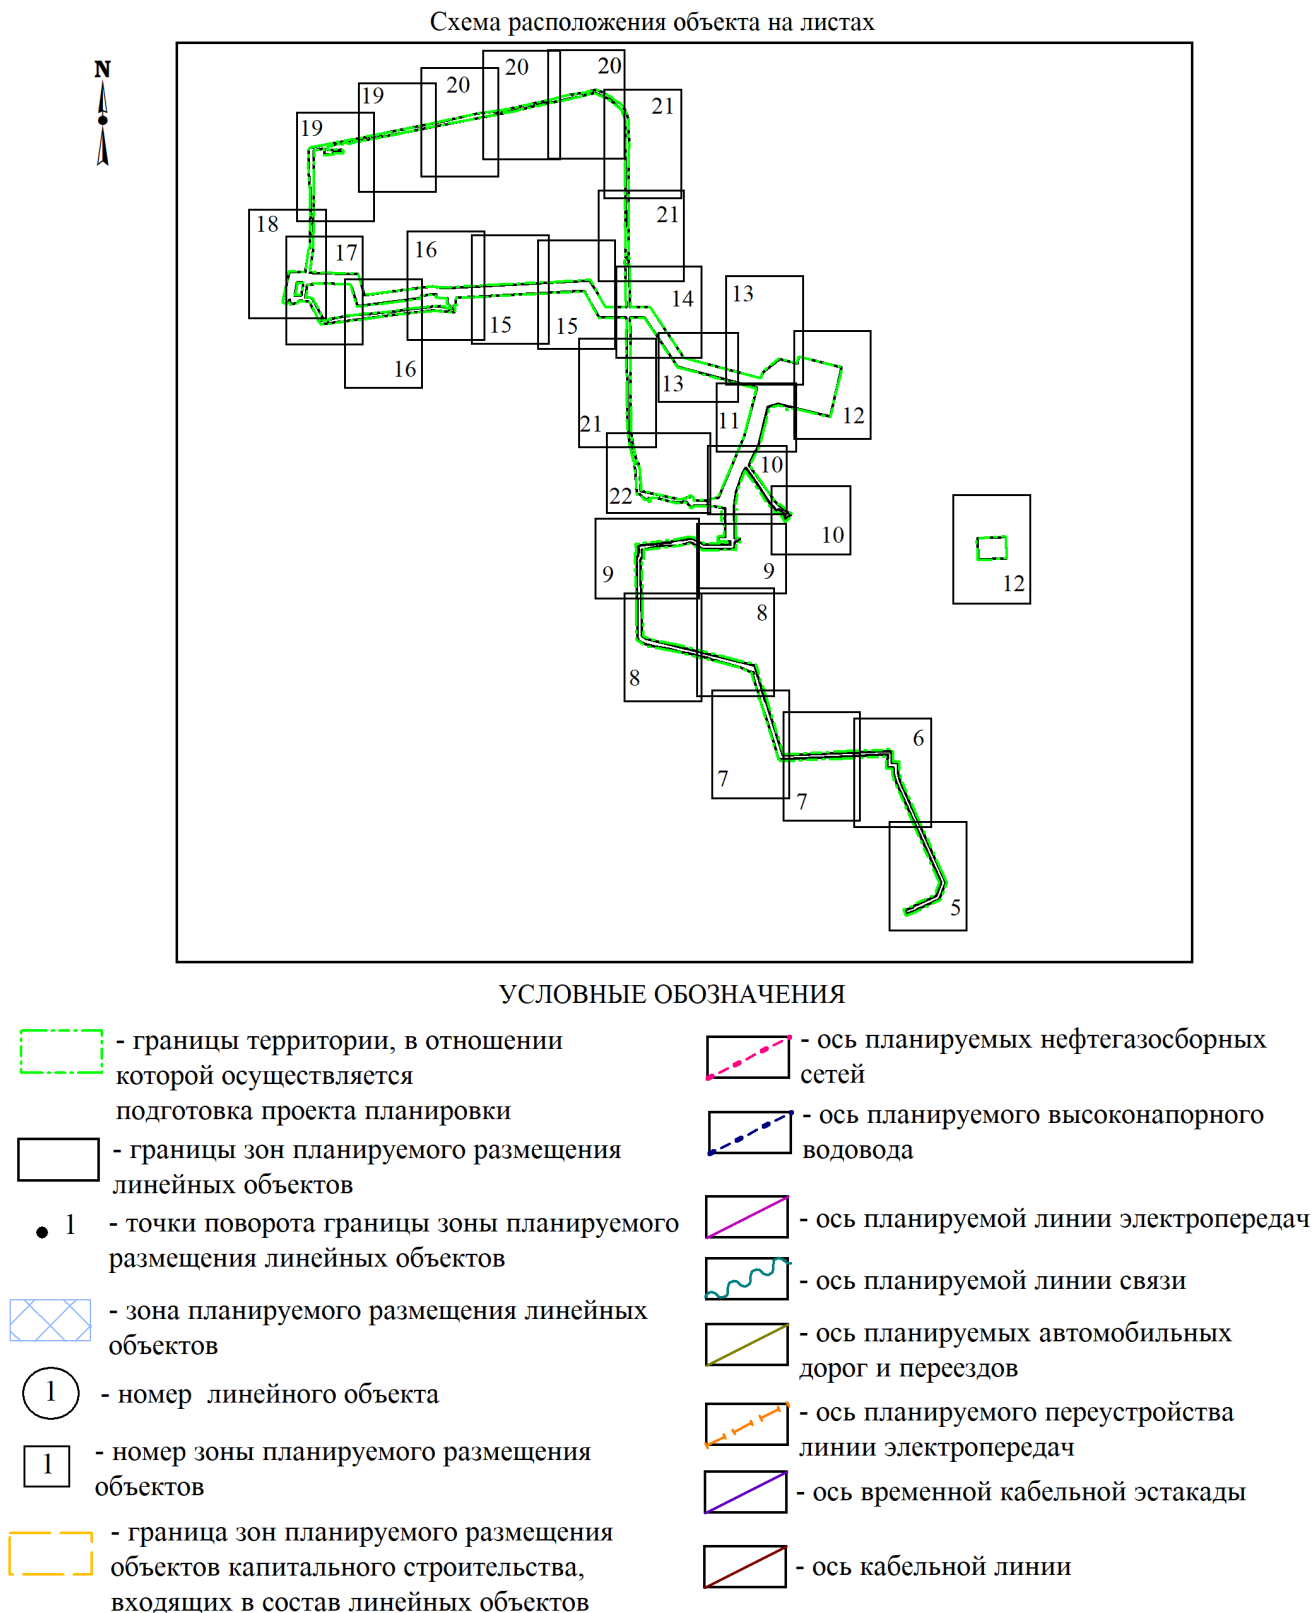 Схема расположения объекта на листах
N
20
20
20
19
21
19
21
18
17
16
14
13
15
15
16
13
12
11
21
10
22
10
9
9
12
8
8
6
7
7
5
УСЛОВНЫЕ ОБОЗНАЧЕНИЯ
- границы территории, в отношении
которой осуществляется
подготовка проекта планировки
- границы зон планируемого размещения
линейных объектов
1
- точки поворота границы зоны планируемого
размещения линейных объектов
- зона планируемого размещения линейных
объектов
1
- номер линейного объекта
1
- номер зоны планируемого размещения
объектов
- граница зон планируемого размещения
объектов капитального строительства,
входящих в состав линейных объектов
- ось планируемых нефтегазосборных
сетей
- ось планируемого высоконапорного
водовода
- ось планируемой линии электропередач
- ось планируемой линии связи
- ось планируемых автомобильных
дорог и переездов
- ось планируемого переустройства
линии электропередач
- ось временной кабельной эстакады
- ось кабельной линии